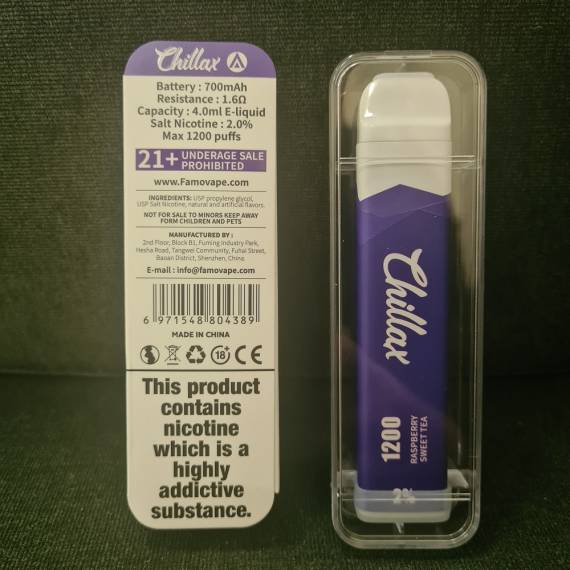 Chillax
Battery : 700mAh
Resistance : 1.6Ω
Capacity : 4.0ml E-liquid
Salt Nicotine : 2.0%
Max 1200 puffs
21+ UNDERAGE SALE
PROHIBITED
www.Famovape.com
INGREDIENTS: USP propylene glycol,
USP Salt Nicotine, natural and artificial flavors.
NOT FOR SALE TO MINORS KEEP AWAY
FORM CHILDREN AND PETS
MANUFACTURED BY :
2nd Floor, Block B1, Fuming Industry Park,
Hesha Road, Tangwei Community, Fuhai Street,
Baoan District, Shenzhen, China
E-mail : info@famovape.com
6 971548 804389
MADE IN CHINA
18+ CE
This product
contains
nicotine
which is a
highly
addictive
substance.
Chillax
1200
RASPBERRY
SWEET TEA
2%